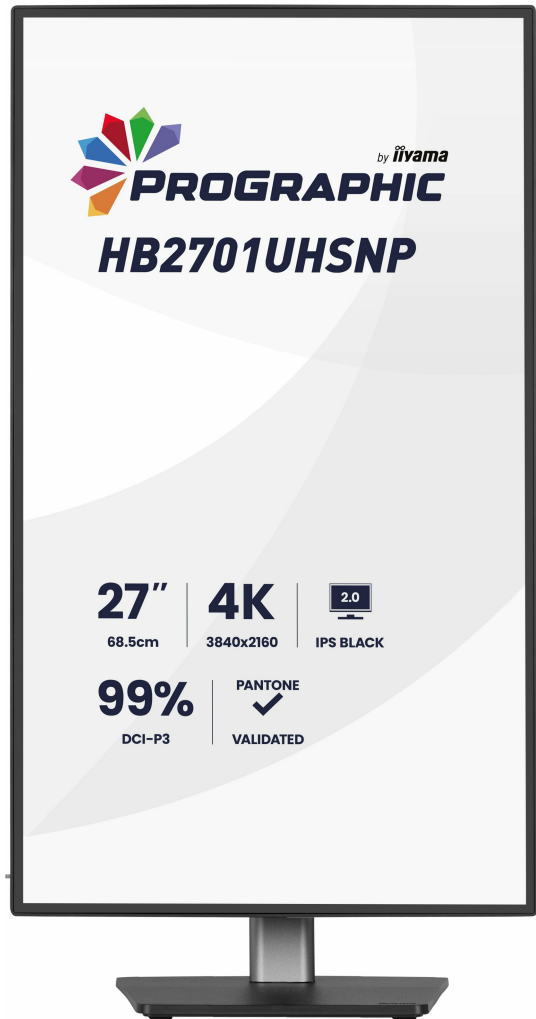 by iiyama
PROGRAPHIC
HB2701UHSNP
27″ 4K 2.0
68.5cm 3840x2160 IPS BLACK
99% PANTONE
DCI-P3 VALIDATED